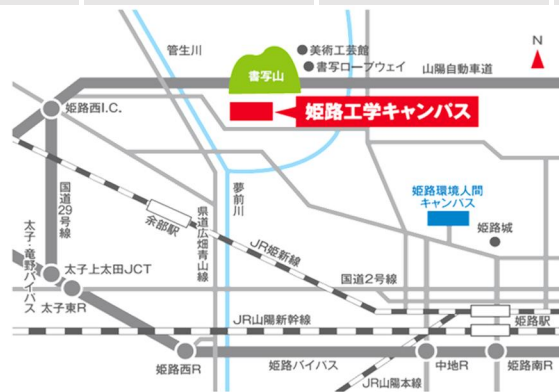 管生川
美術工芸館
書写ロープウェイ
山陽自動車道
N
書写山
姫路西I.C.
姫路工学キャンパス
国道29号線
太子・竜野バイパス
余部駅
県道広畑青山線
夢前川
姫路環境人間
キャンパス
姫路城
JR姫新線
太子上太田JCT
国道2号線
太子東R
JR山陽新幹線
姫路駅
姫路西R
姫路バイパス
中地R
姫路南R
JR山陽本線